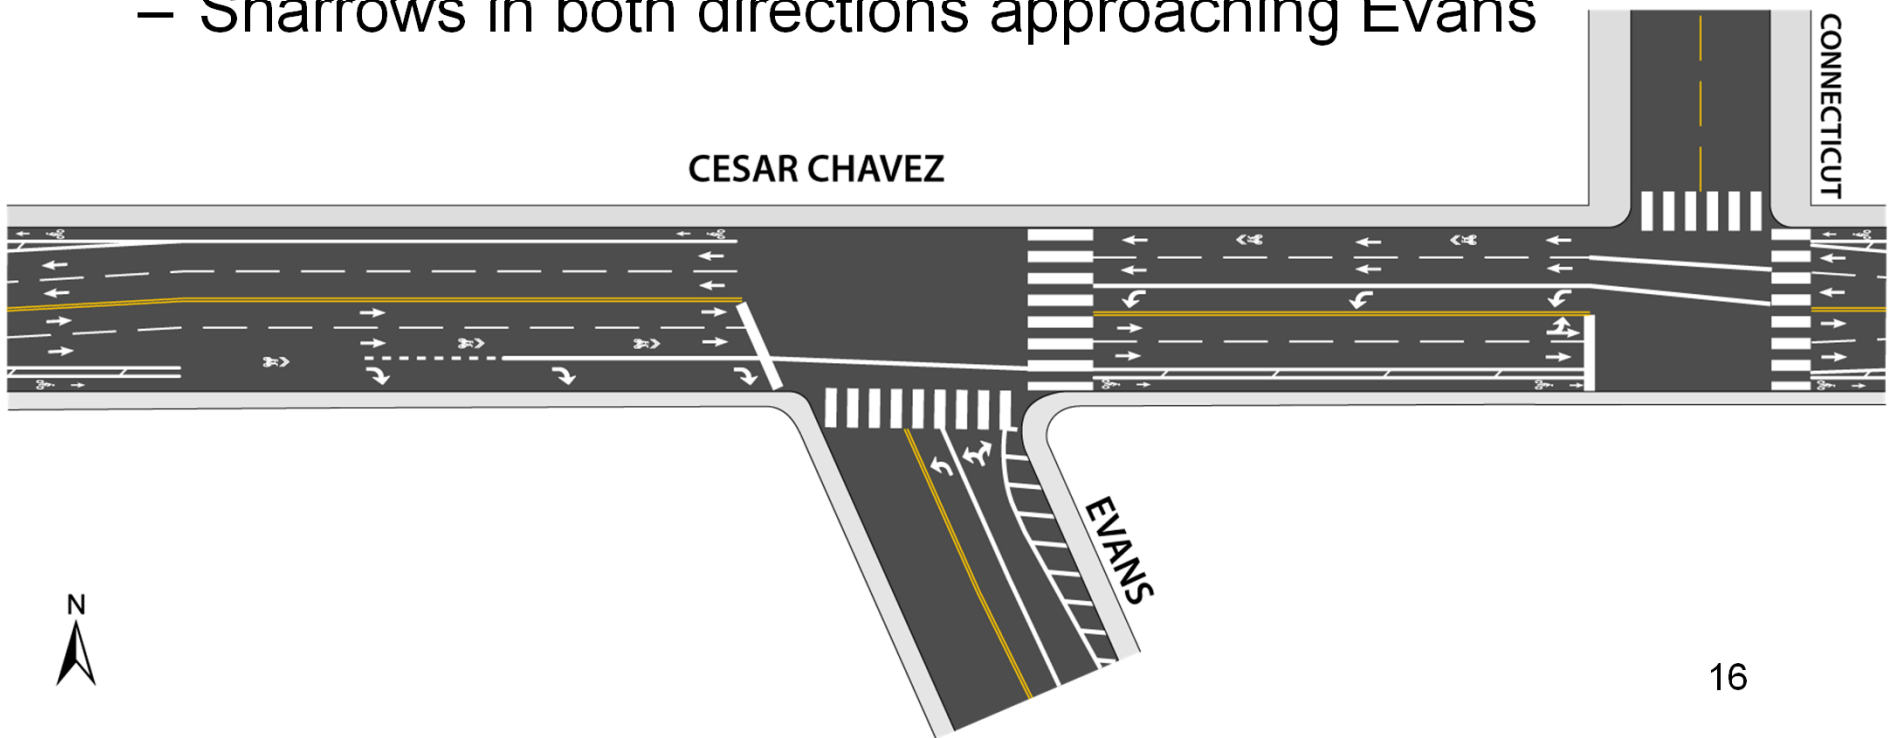 – Sharrows in both directions approaching Evans
CONNECTICUT
CESAR CHAVEZ
EVANS
N
16